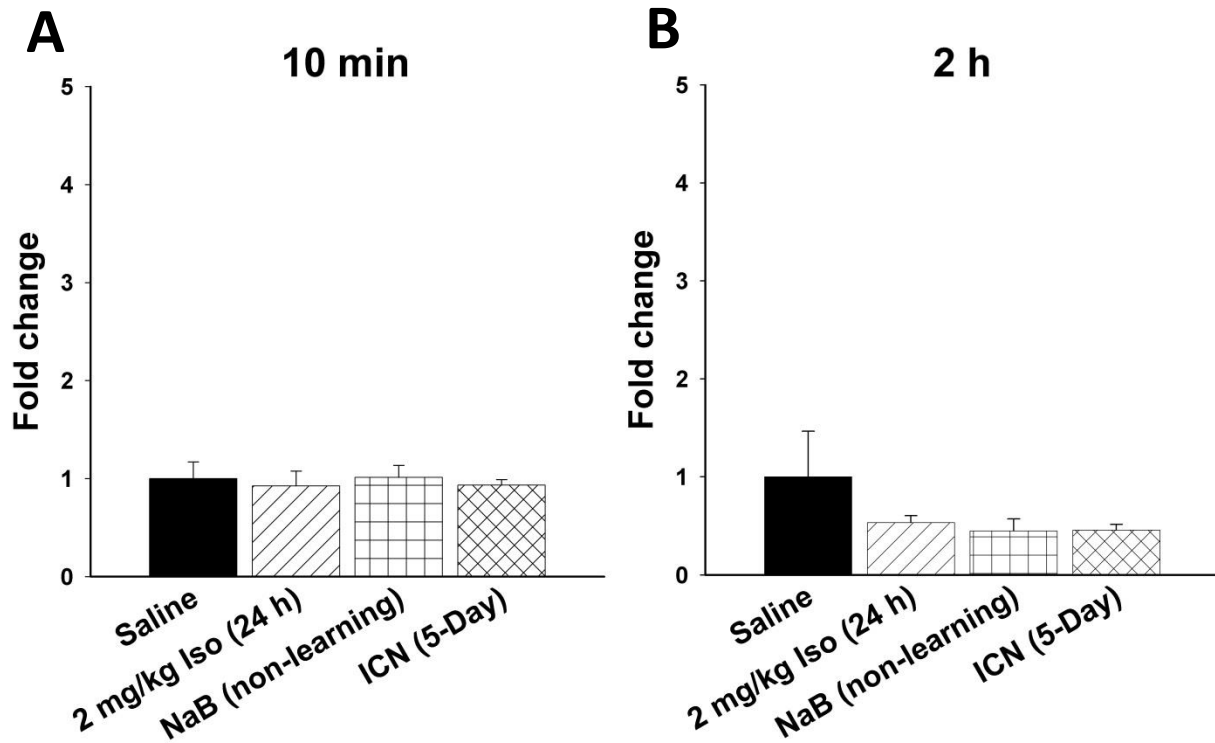 A
10 min
Fold change
5
4
3
2
1
0
Saline
2 mg/kg Iso (24 h)
NaB (non-learning)
ICN (5-Day)
B
2 h
Fold change
5
4
3
2
1
0
Saline
2 mg/kg Iso (24 h)
NaB (non-learning)
ICN (5-Day)